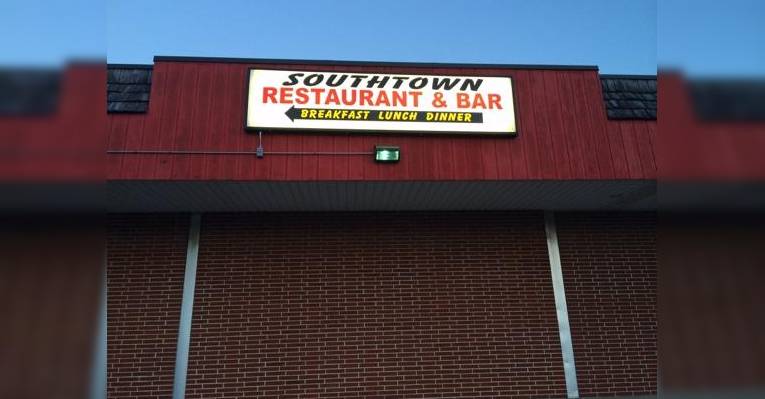 SOUTHTOWN
RESTAURANT & BAR
BREAKFAST LUNCH DINNER